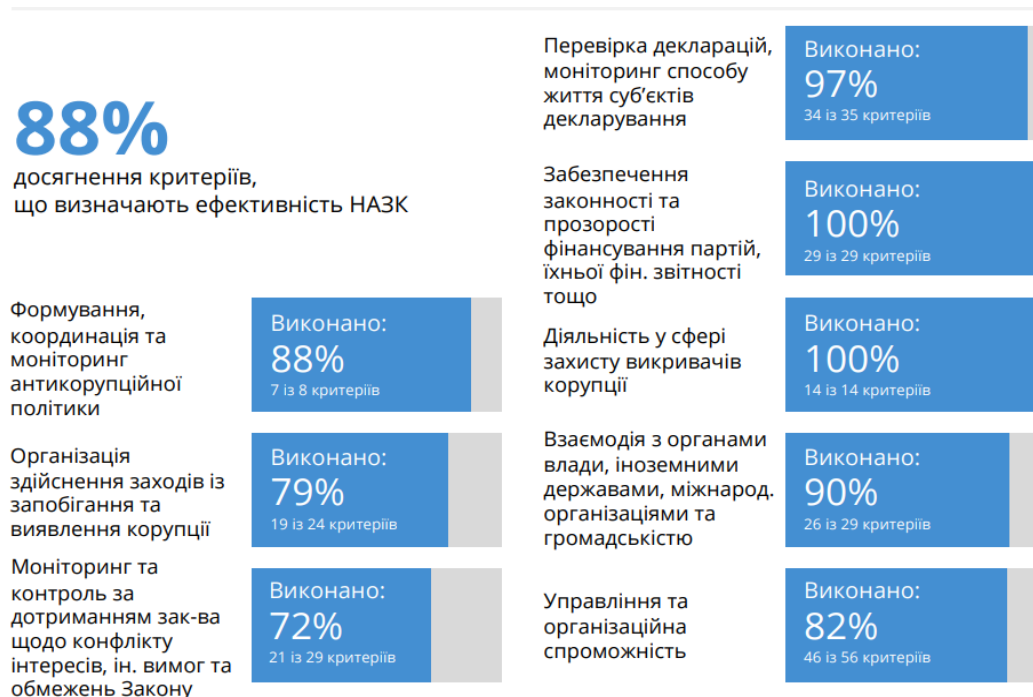 88%
досягнення критеріїв,
що визначають ефективність НАЗК
Формування,
координація та
моніторинг
антикорупційної
політики
Виконано:
88%
7 із 8 критеріїв
Організація
здійснення заходів із
запобігання та
виявлення корупції
Виконано:
79%
19 із 24 критеріїв
Моніторинг та
контроль за
дотриманням зак-ва
щодо конфлікту
інтересів, ін. вимог та
обмежень Закону
Виконано:
72%
21 із 29 критеріїв
Перевірка декларацій,
моніторинг способу
життя суб’єктів
декларування
Виконано:
97%
34 із 35 критеріїв
Забезпечення
законності та
прозорості
фінансування партій,
їхньої фін. звітності
тощо
Виконано:
100%
29 із 29 критеріїв
Діяльність у сфері
захисту викривачів
корупції
Виконано:
100%
14 із 14 критеріїв
Взаємодія з органами
влади, іноземними
державами, міжнарод.
організаціями та
громадськістю
Виконано:
90%
26 із 29 критеріїв
Управління та
організаційна
спроможність
Виконано:
82%
46 із 56 критеріїв